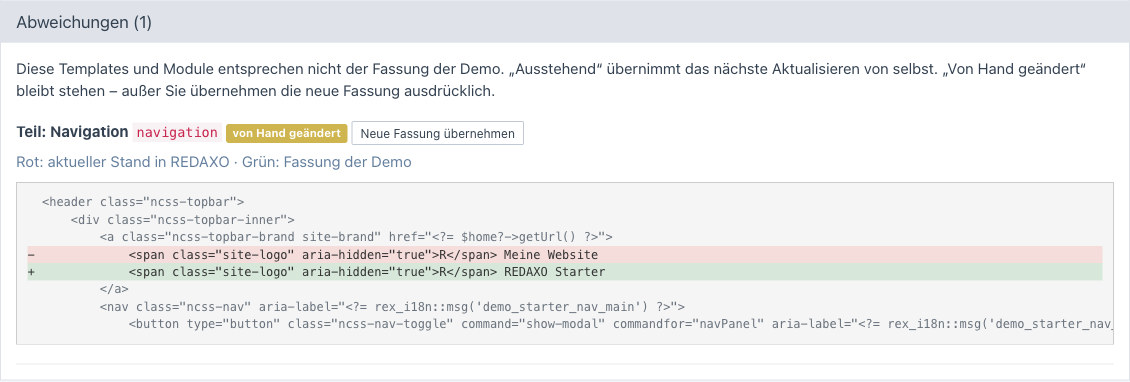 Abweichungen (1)
Diese Templates und Module entsprechen nicht der Fassung der Demo. „Ausstehend“ übernimmt das nächste Aktualisieren von selbst. „Von Hand geändert“
bleibt stehen – außer Sie übernehmen die neue Fassung ausdrücklich.
Teil: Navigation navigation von Hand geändert Neue Fassung übernehmen
Rot: aktueller Stand in REDAXO · Grün: Fassung der Demo
<header class="ncss-topbar">
<div class="ncss-topbar-inner">
<a class="ncss-topbar-brand site-brand" href="<?= $home?->getUrl() ?>">
− <span class="site-logo" aria-hidden="true">R</span> Meine Website
+ <span class="site-logo" aria-hidden="true">R</span> REDAXO Starter
</a>
<nav class="ncss-nav" aria-label="<?= rex_i18n::msg('demo_starter_nav_main') ?>">
<button type="button" class="ncss-nav-toggle" command="show-modal" commandfor="navPanel" aria-label="<?= rex_i18n::msg('demo_starter_nav_